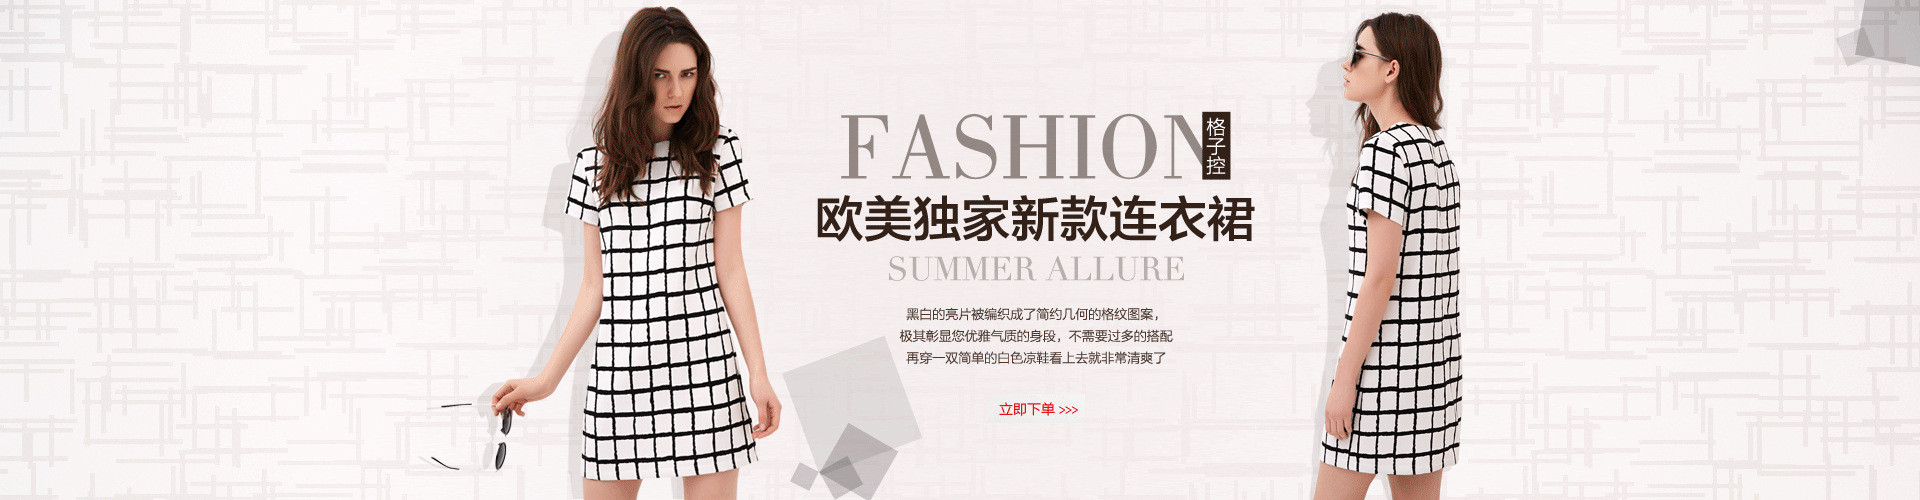 FASHION
格子控
欧美独家新款连衣裙
SUMMER ALLURE
黑白的亮片被编织成了简约几何的格纹图案，
极其彰显您优雅气质的身段，不需要过多的搭配
再穿一双简单的白色凉鞋看上去就非常清爽了
立即下单 >>>